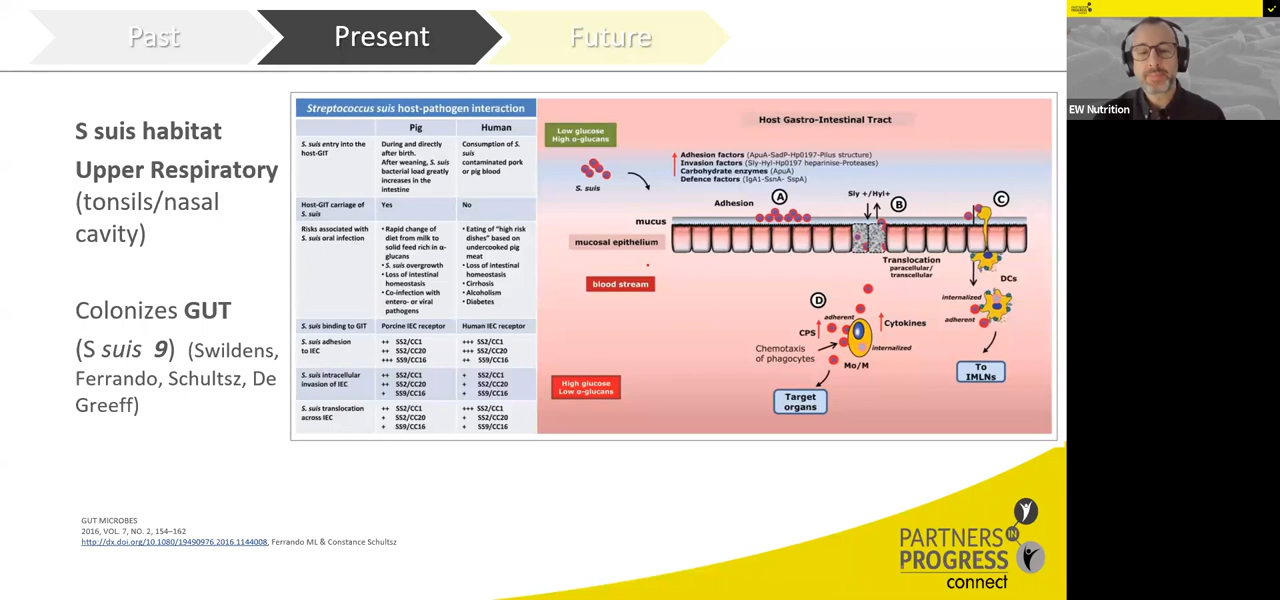 Past
Present
Future
EW Nutrition
S suis habitat
Upper Respiratory
(tonsils/nasal
cavity)
Colonizes GUT
(S suis 9) (Swildens,
Ferrando, Schultsz, De
Greeff)
Streptococcus suis host-pathogen interaction
Pig
Human
S. suis entry into the
host-GIT
During and directly
after birth.
After weaning, S. suis
bacterial load greatly
increases in the
intestine
Consumption of S.
suis
contaminated pork
or pig blood
Host-GIT carriage of
S. suis
Yes
No
Risks associated with
S. suis oral infection
• Rapid change of
diet from milk to
solid feed rich in α-
glucans
• S. suis overgrowth
• Loss of intestinal
homeostasis
• Co-infection with
entero- or viral
pathogens
• Eating of "high risk
dishes" based on
undercooked pig
meat
• Loss of intestinal
homeostasis
• Cirrhosis
• Alcoholism
• Diabetes
S. suis binding to GIT
Porcine IEC receptor
Human IEC receptor
S. suis adhesion
to IEC
++ SS2/CC1
++ SS2/CC20
+++ SS9/CC16
+++ SS2/CC1
+++ SS2/CC20
++ SS9/CC16
S. suis intracellular
invasion of IEC
++ SS2/CC1
++ SS2/CC20
++ SS9/CC16
+ SS2/CC1
+ SS2/CC20
+ SS9/CC16
S. suis translocation
across IEC
++ SS2/CC1
+ SS2/CC20
+ SS9/CC16
+++ SS2/CC1
+ SS2/CC20
+ SS9/CC16
Low glucose
High α-glucans
Host Gastro-Intestinal Tract
S. suis
Adhesion factors (ApuA-SadP-Hp0197-Pilus structure)
Invasion factors (Sly-Hyl-Hp0197 heparinise-Proteases)
Carbohydrate enzymes (ApuA)
Defence factors (IgA1-SsnA- SspA)
Adhesion
A
Sly +/Hyl+
B
C
mucus
mucosal epithelium
blood stream
Translocation
paracellular/
transcellular
DCs
internalized
adherent
D
adherent
CPS
Cytokines
internalized
Chemotaxis
of phagocytes
Mo/M
To
IMLNs
High glucose
Low α-glucans
Target
organs
GUT MICROBES
2016, VOL. 7, NO. 2, 154–162
http://dx.doi.org/10.1080/19490976.2016.1144008, Ferrando ML & Constance Schultsz
PARTNERS
IN
PROGRESS
connect